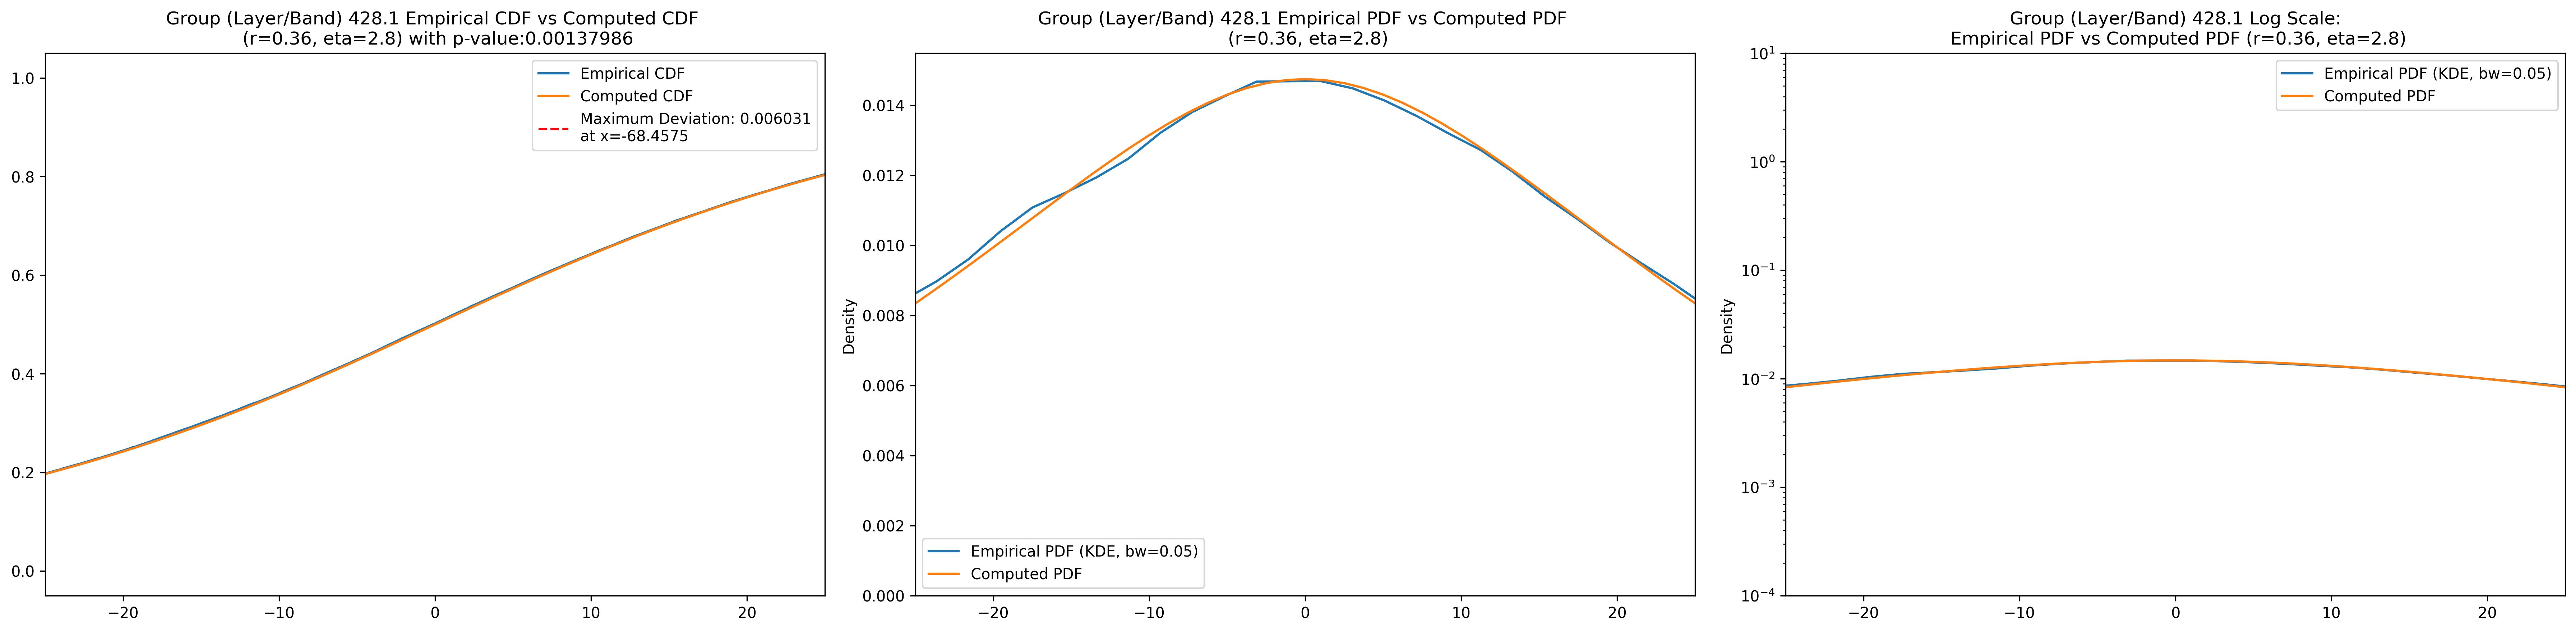 Group (Layer/Band) 428.1 Empirical CDF vs Computed CDF
(r=0.36, eta=2.8) with p-value:0.00137986
1.0
0.8
0.6
0.4
0.2
0.0
−20
−10
0
10
20
Empirical CDF
Computed CDF
Maximum Deviation: 0.006031
at x=-68.4575
Group (Layer/Band) 428.1 Empirical PDF vs Computed PDF
(r=0.36, eta=2.8)
Density
0.014
0.012
0.010
0.008
0.006
0.004
0.002
0.000
−20
−10
0
10
20
Empirical PDF (KDE, bw=0.05)
Computed PDF
Group (Layer/Band) 428.1 Log Scale:
Empirical PDF vs Computed PDF (r=0.36, eta=2.8)
Density
10¹
10⁰
10⁻¹
10⁻²
10⁻³
10⁻⁴
−20
−10
0
10
20
Empirical PDF (KDE, bw=0.05)
Computed PDF